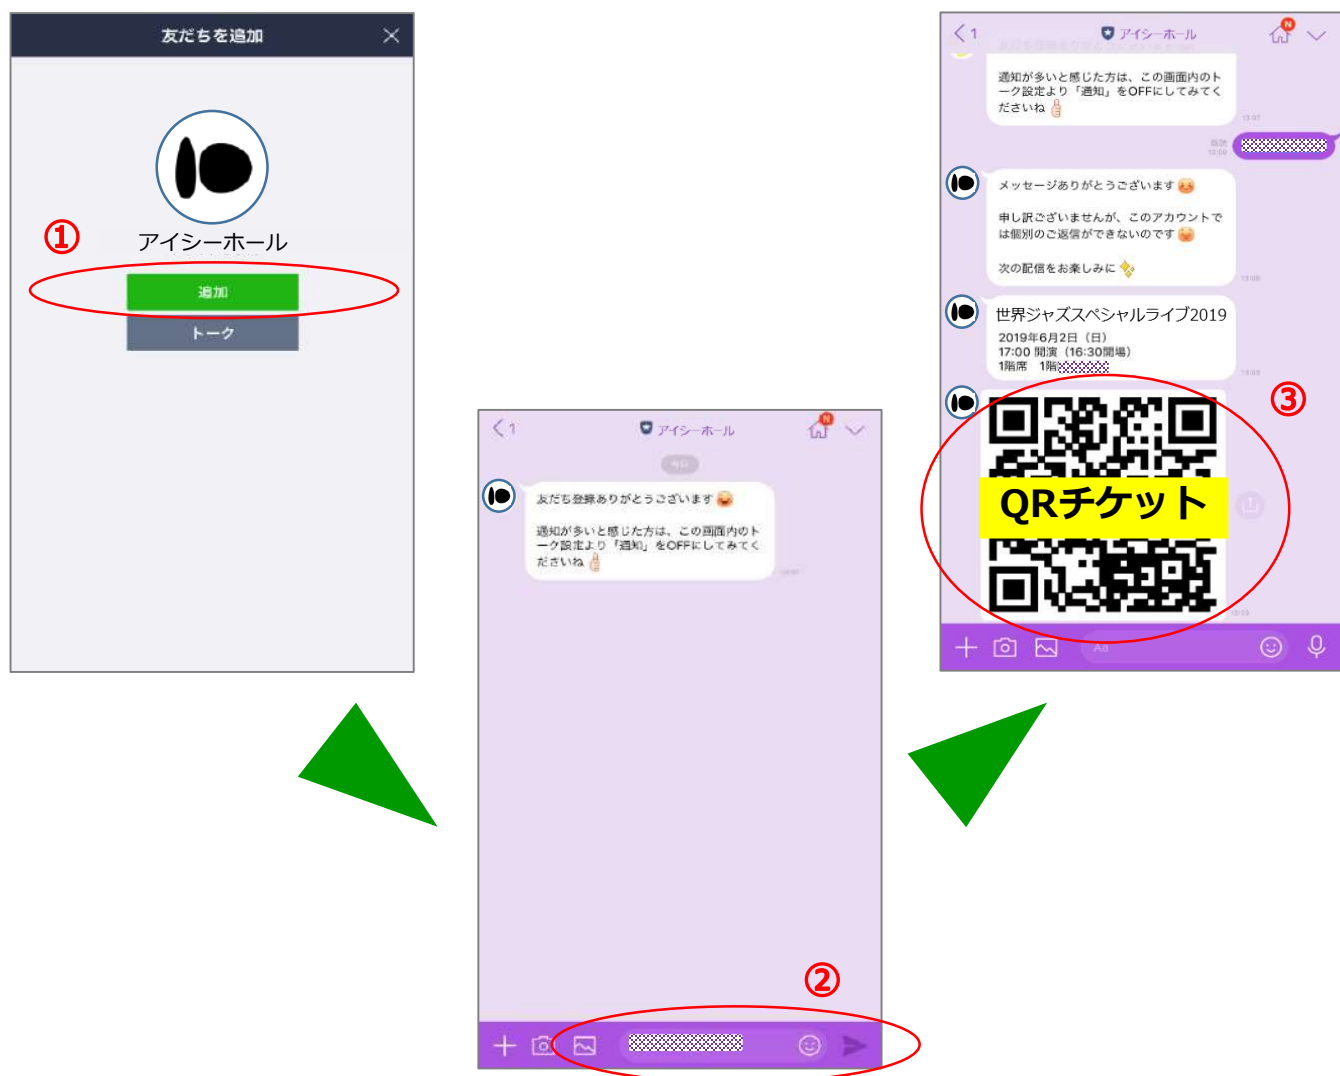 友だちを追加
①
アイシーホール
追加
トーク
1
アイシーホール
今日
友だち登録ありがとうございます
通知が多いと感じた方は、この画面内のト
ーク設定より「通知」をOFFにしてみてく
ださいね
②
1
アイシーホール
N
通知が多いと感じた方は、この画面内のト
ーク設定より「通知」をOFFにしてみてく
ださいね
13:07
既読
メッセージありがとうございます
申し訳ございませんが、このアカウントで
は個別のご返信ができないのです
次の配信をお楽しみに
世界ジャズスペシャルライブ2019
2019年6月2日（日）
17:00 開演（16:30開場）
1階席 1階
③
QRチケット
Aa